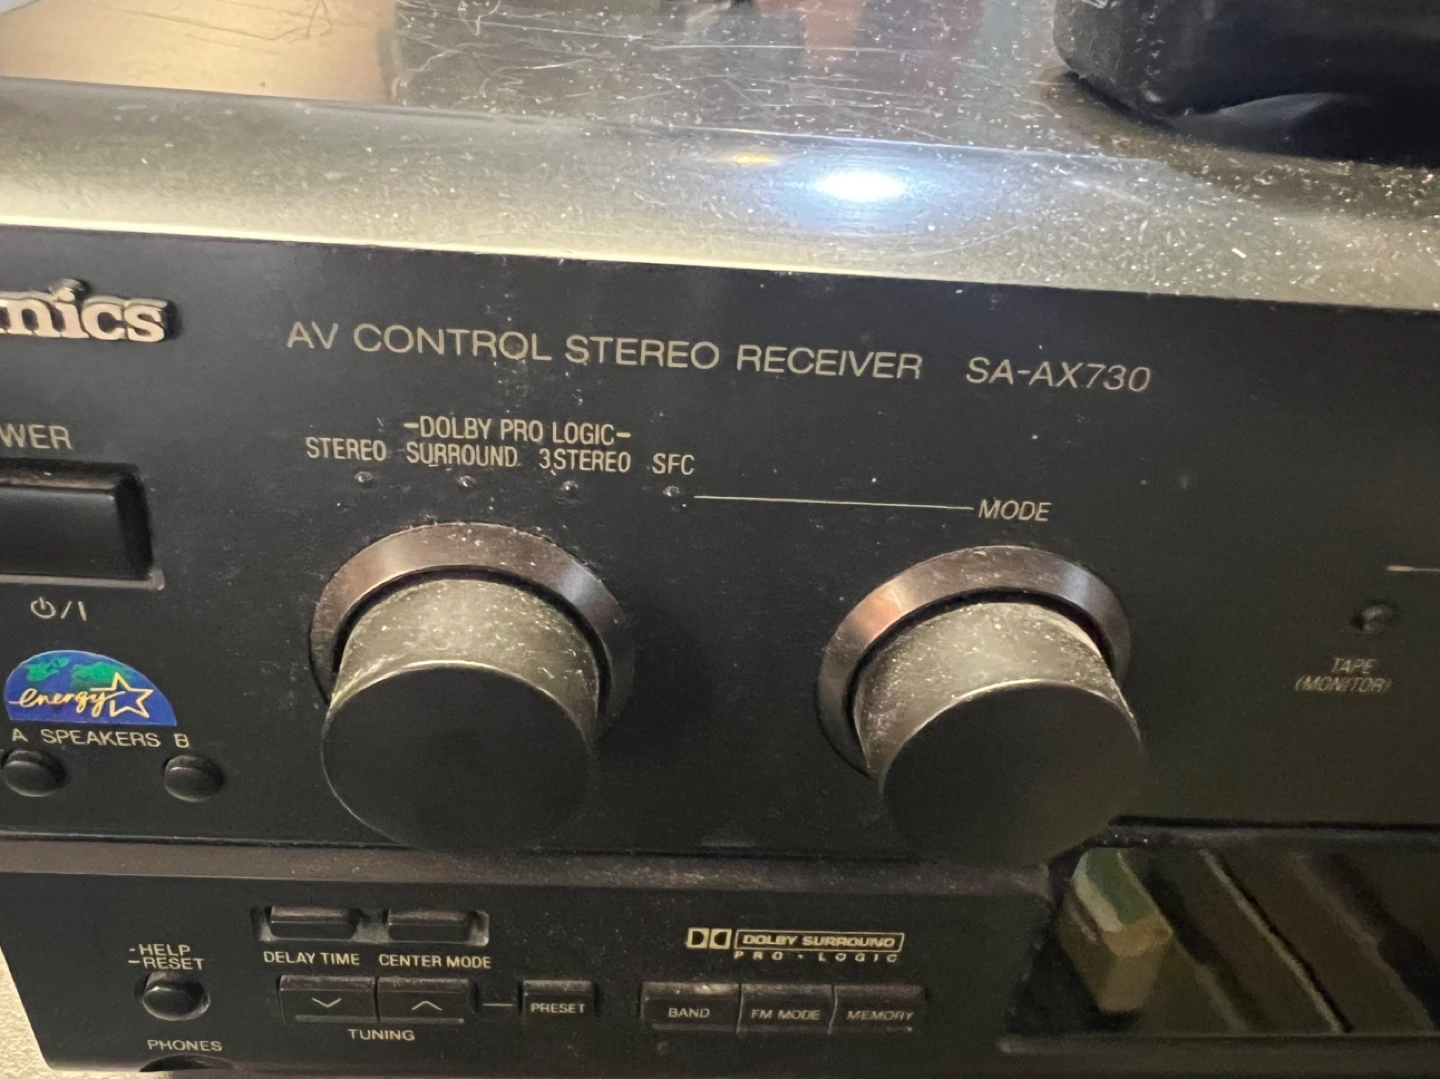 nics
AV CONTROL STEREO RECEIVER SA-AX730
WER
-DOLBY PRO LOGIC-
STEREO SURROUND 3STEREO SFC
MODE
⏻/I
energy
A SPEAKERS B
TAPE
(MONITOR)
-HELP
-RESET
DELAY TIME CENTER MODE
DOLBY SURROUND
PRO · LOGIC
PRESET
BAND FM MODE MEMORY
TUNING
PHONES